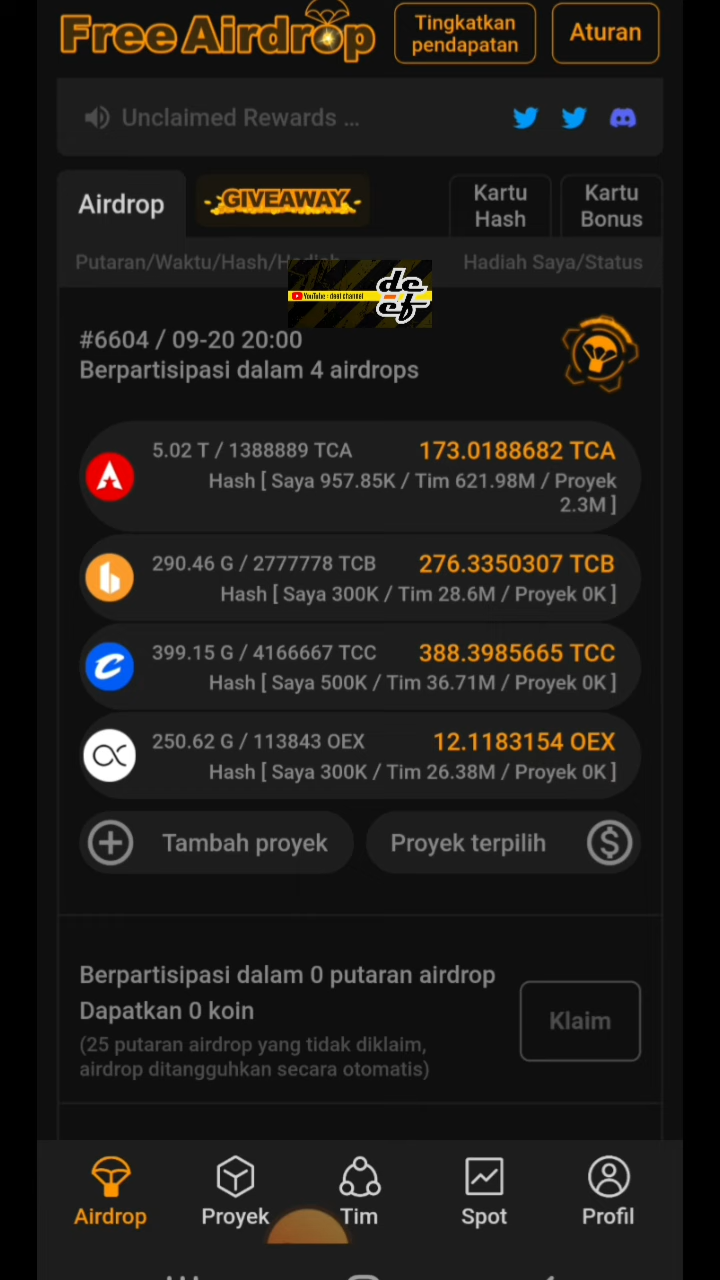 Free Airdrop
Tingkatkan
pendapatan
Aturan
Unclaimed Rewards ...
Airdrop
GIVEAWAY
Kartu
Hash
Kartu
Bonus
Putaran/Waktu/Hash/Hadiah
Hadiah Saya/Status
YouTube : deef channel
de
ef
#6604 / 09-20 20:00
Berpartisipasi dalam 4 airdrops
5.02 T / 1388889 TCA
173.0188682 TCA
Hash [ Saya 957.85K / Tim 621.98M / Proyek
2.3M ]
290.46 G / 2777778 TCB
276.3350307 TCB
Hash [ Saya 300K / Tim 28.6M / Proyek 0K ]
399.15 G / 4166667 TCC
388.3985665 TCC
Hash [ Saya 500K / Tim 36.71M / Proyek 0K ]
250.62 G / 113843 OEX
12.1183154 OEX
Hash [ Saya 300K / Tim 26.38M / Proyek 0K ]
Tambah proyek
Proyek terpilih
Berpartisipasi dalam 0 putaran airdrop
Dapatkan 0 koin
(25 putaran airdrop yang tidak diklaim,
airdrop ditangguhkan secara otomatis)
Klaim
Airdrop
Proyek
Tim
Spot
Profil